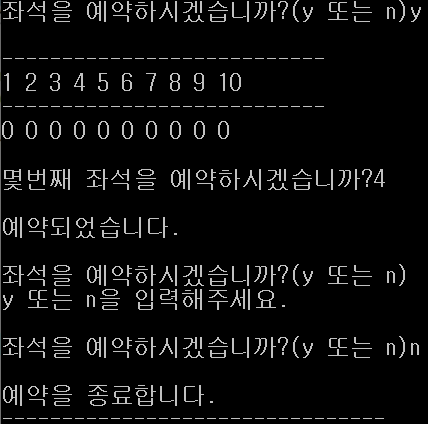 좌석을 예약하시겠습니까?(y 또는 n)y
---------------------------
1 2 3 4 5 6 7 8 9 10
---------------------------
0 0 0 0 0 0 0 0 0 0
몇번째 좌석을 예약하시겠습니까?4
예약되었습니다.
좌석을 예약하시겠습니까?(y 또는 n)
y 또는 n을 입력해주세요.
좌석을 예약하시겠습니까?(y 또는 n)n
예약을 종료합니다.
--------------------------------